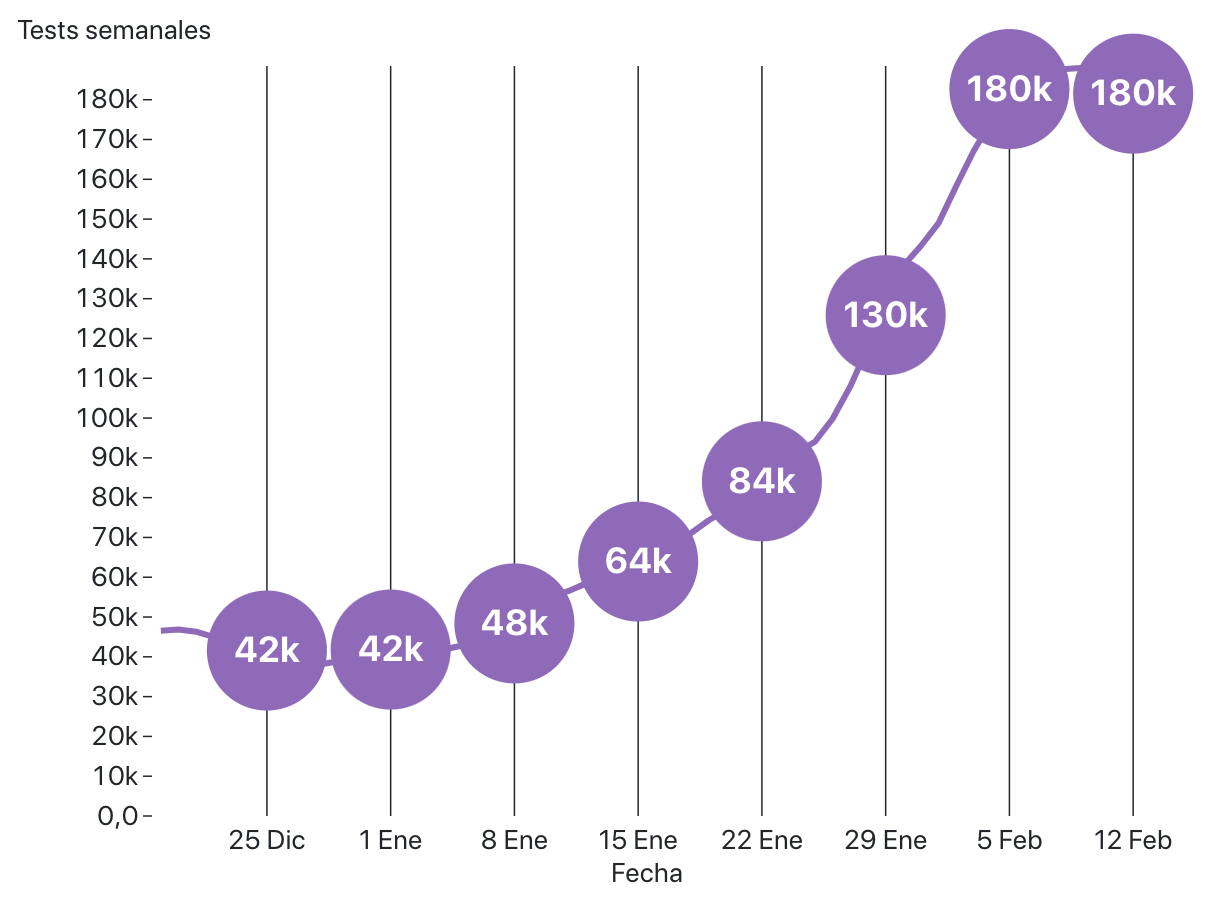 Tests semanales
180k
170k
160k
150k
140k
130k
120k
110k
100k
90k
80k
70k
60k
50k
40k
30k
20k
10k
0,0
42k
42k
48k
64k
84k
130k
180k
180k
25 Dic
1 Ene
8 Ene
15 Ene
22 Ene
29 Ene
5 Feb
12 Feb
Fecha